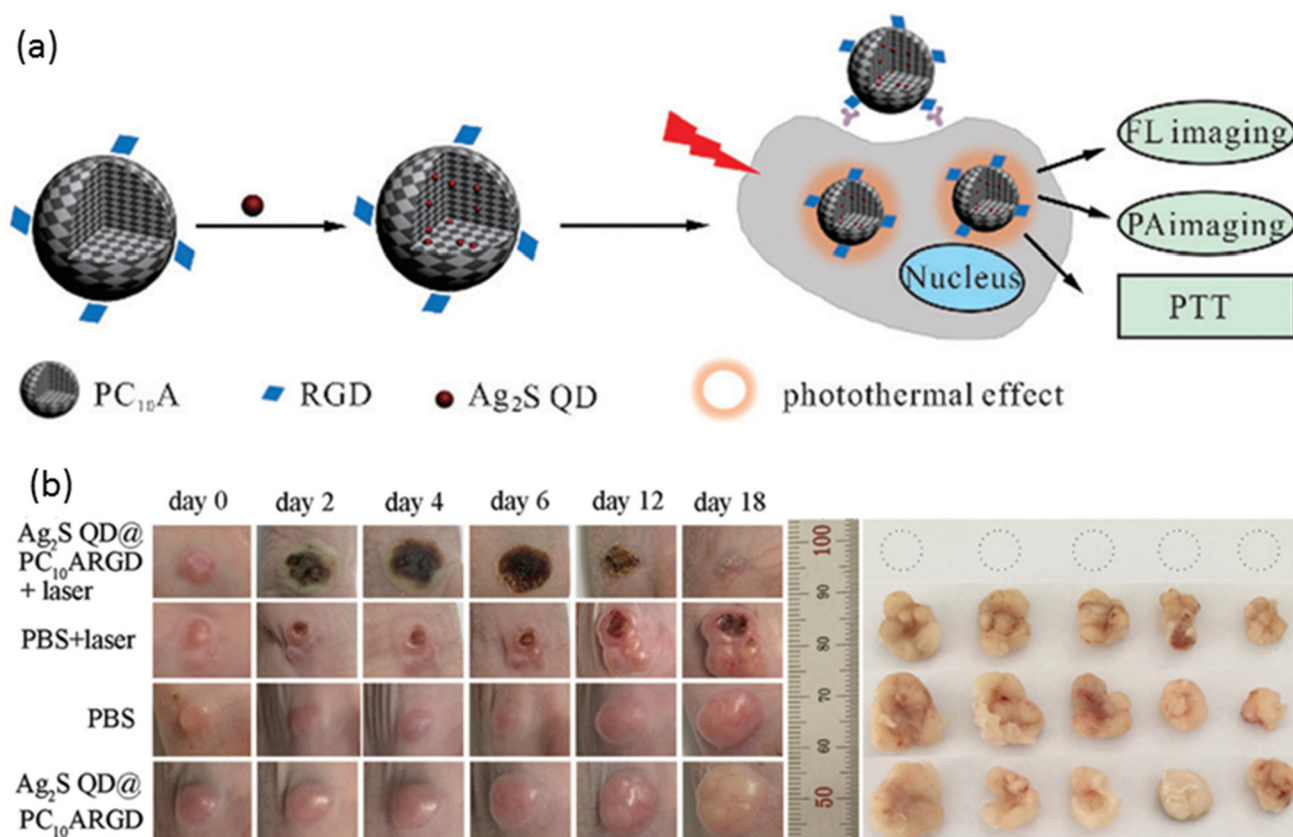 (a)
FL imaging
PA imaging
Nucleus
PTT
PC₁₀A
RGD
Ag₂S QD
photothermal effect
(b)
day 0 day 2 day 4 day 6 day 12 day 18
Ag₂S QD@
PC₁₀ARGD
+ laser
PBS+laser
PBS
Ag₂S QD@
PC₁₀ARGD
100
90
80
70
60
50